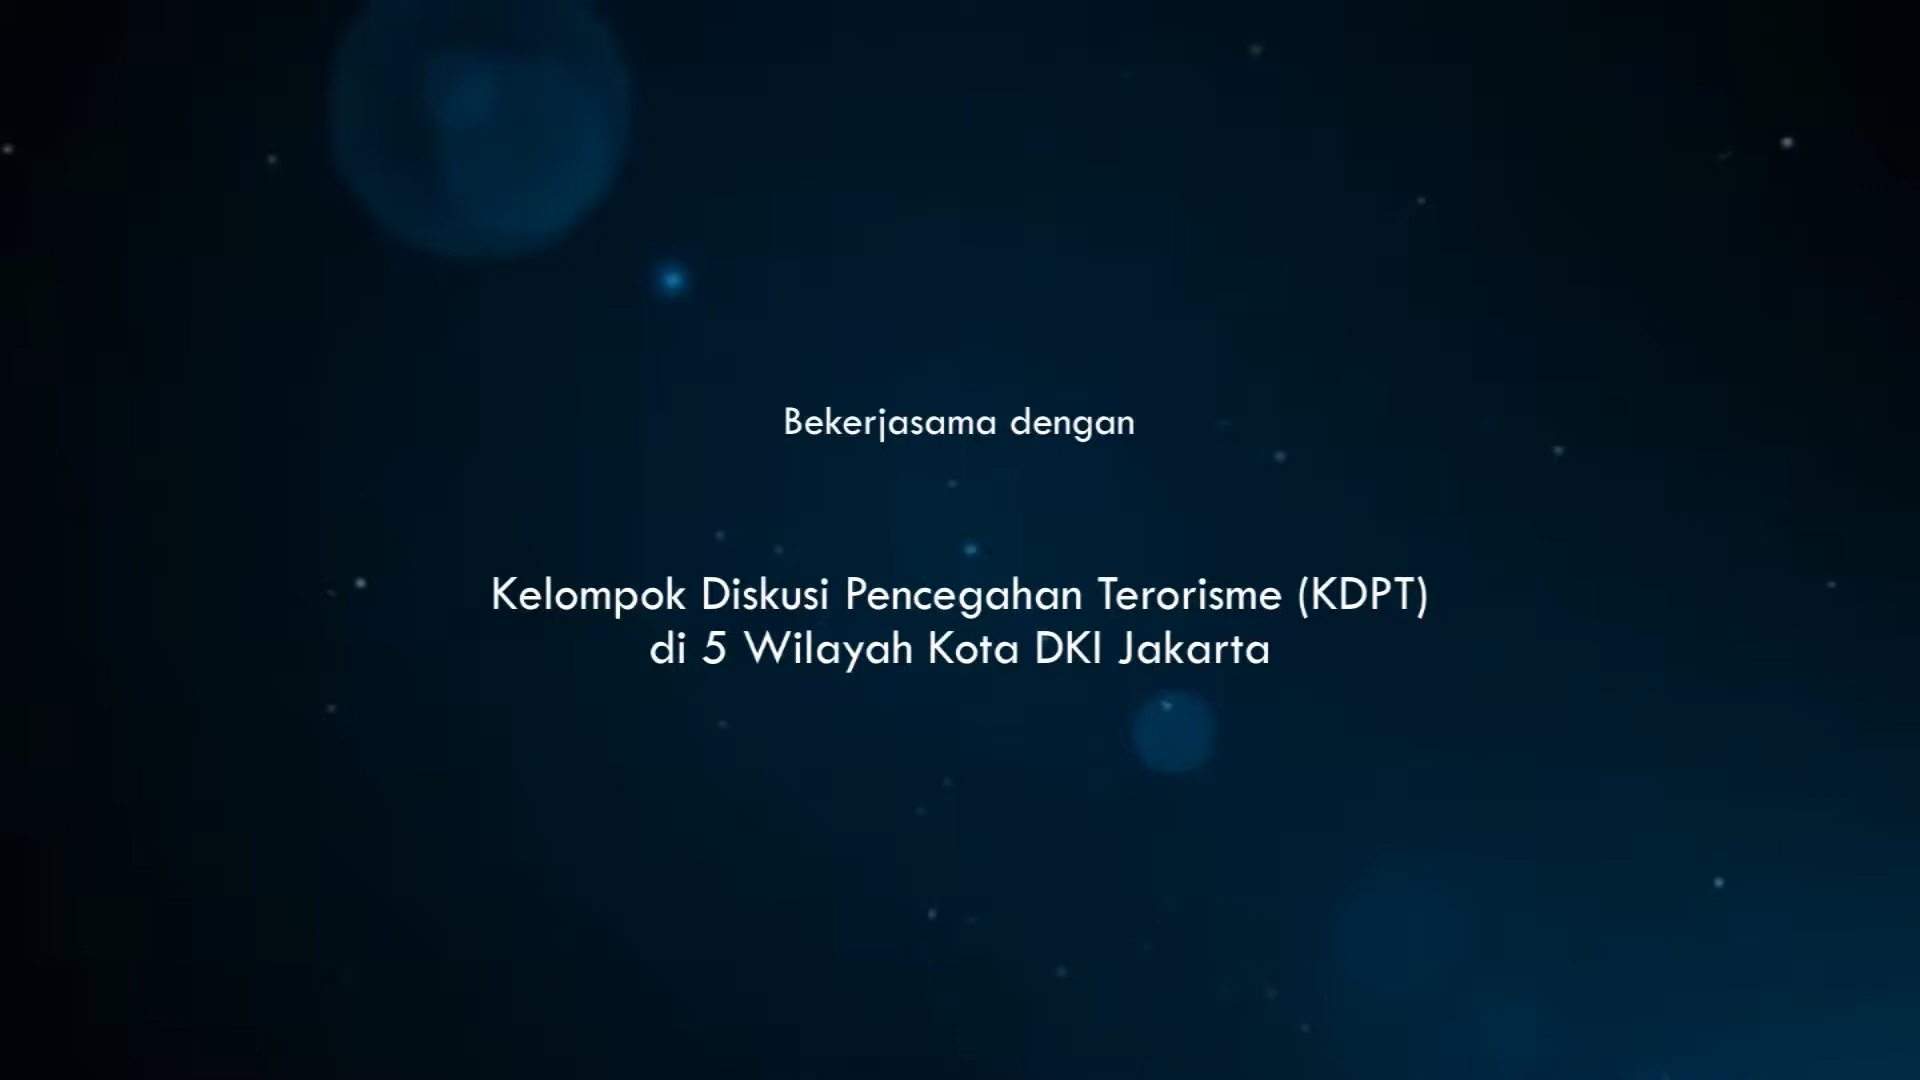 Bekerjasama dengan
Kelompok Diskusi Pencegahan Terorisme (KDPT)
di 5 Wilayah Kota DKI Jakarta